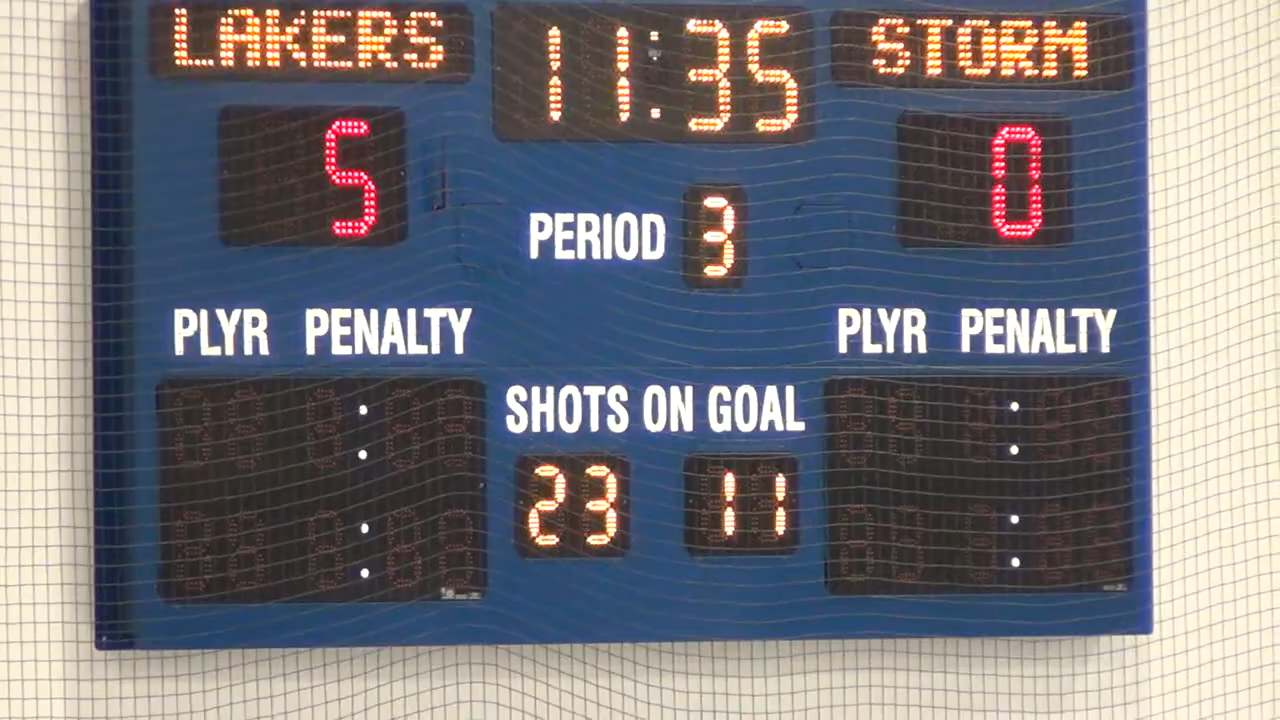 LAKERS 11:35 STORM
5 0
PERIOD 3
PLYR PENALTY PLYR PENALTY
SHOTS ON GOAL
23 11